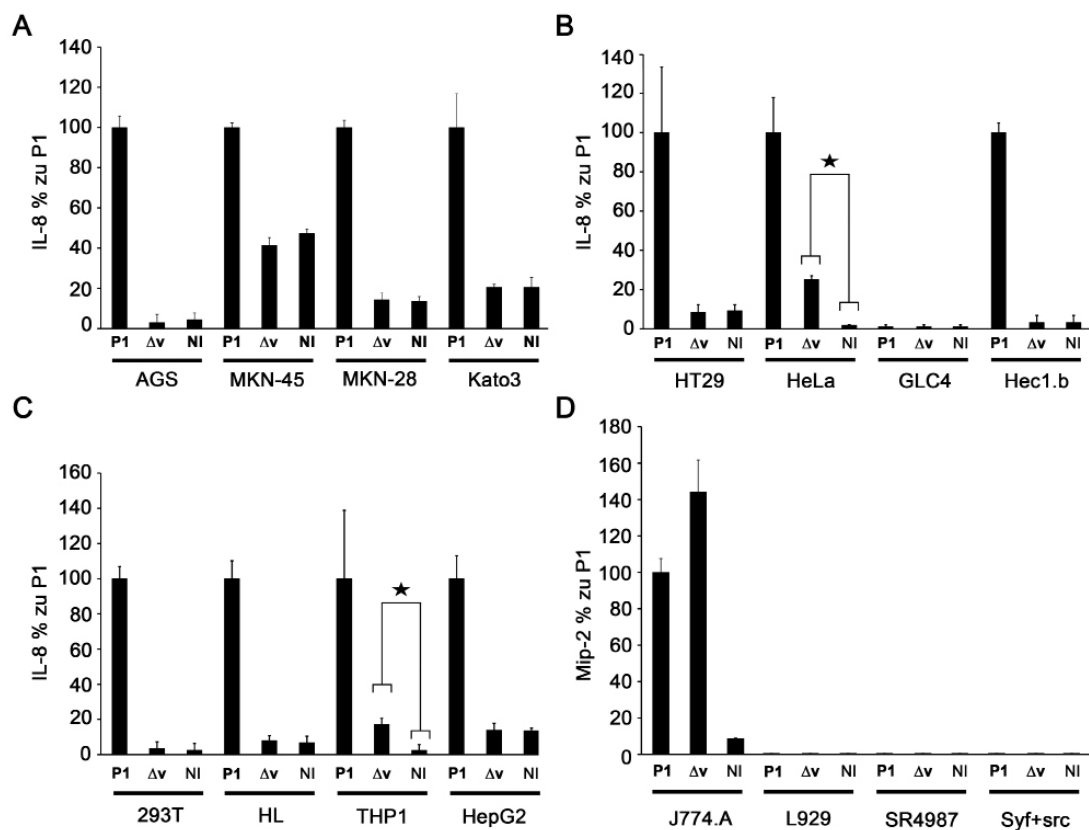 A
IL-8 % zu P1
140
120
100
80
60
40
20
0
P1 Δv NI P1 Δv NI P1 Δv NI P1 Δv NI
AGS MKN-45 MKN-28 Kato3
B
IL-8 % zu P1
140
120
100
80
60
40
20
0
★
P1 Δv NI P1 Δv NI P1 Δv NI P1 Δv NI
HT29 HeLa GLC4 Hec1.b
C
IL-8 % zu P1
160
140
120
100
80
60
40
20
0
★
P1 Δv NI P1 Δv NI P1 Δv NI P1 Δv NI
293T HL THP1 HepG2
D
Mip-2 % zu P1
180
160
140
120
100
80
60
40
20
0
P1 Δv NI P1 Δv NI P1 Δv NI P1 Δv NI
J774.A L929 SR4987 Syf+src